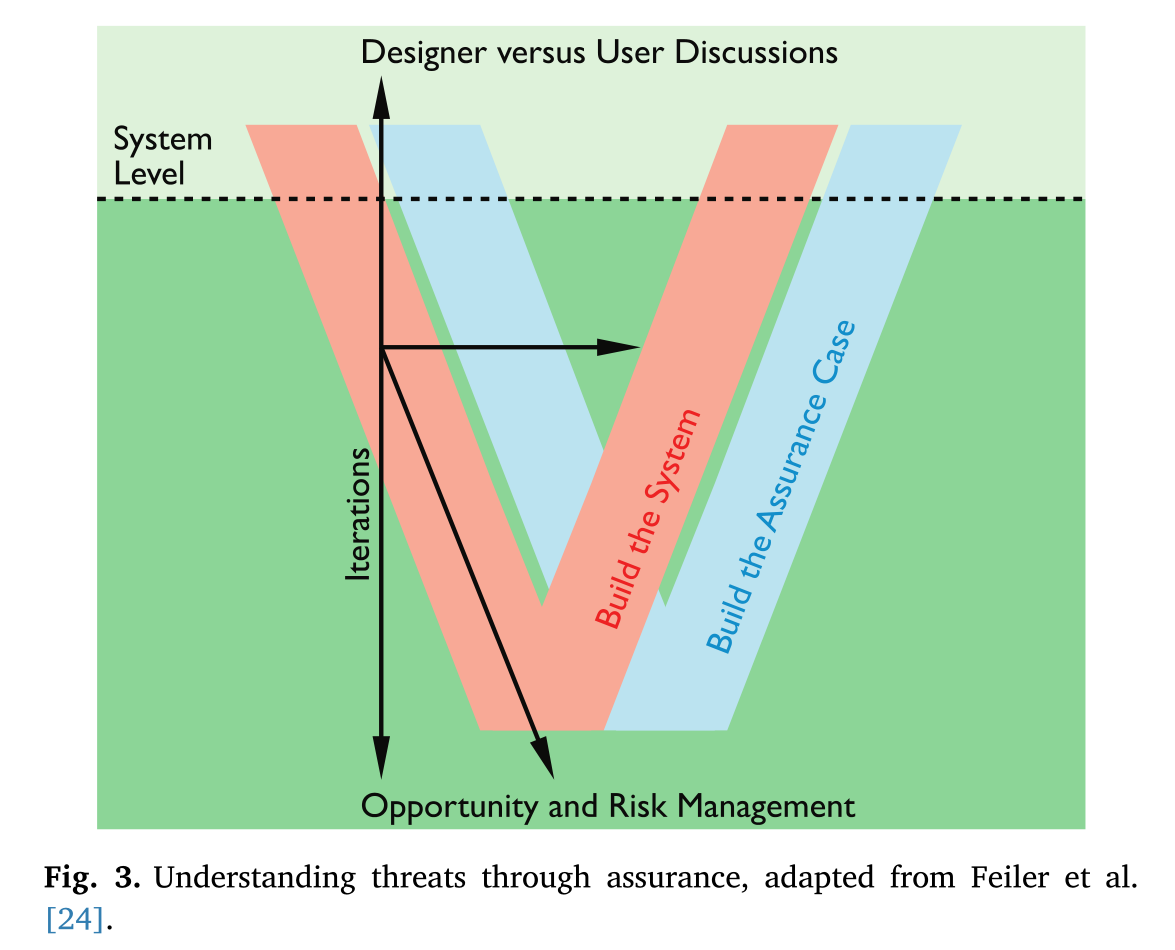 Designer versus User Discussions
System
Level
Iterations
Build the System
Build the Assurance Case
Opportunity and Risk Management
Fig. 3. Understanding threats through assurance, adapted from Feiler et al.
[24].